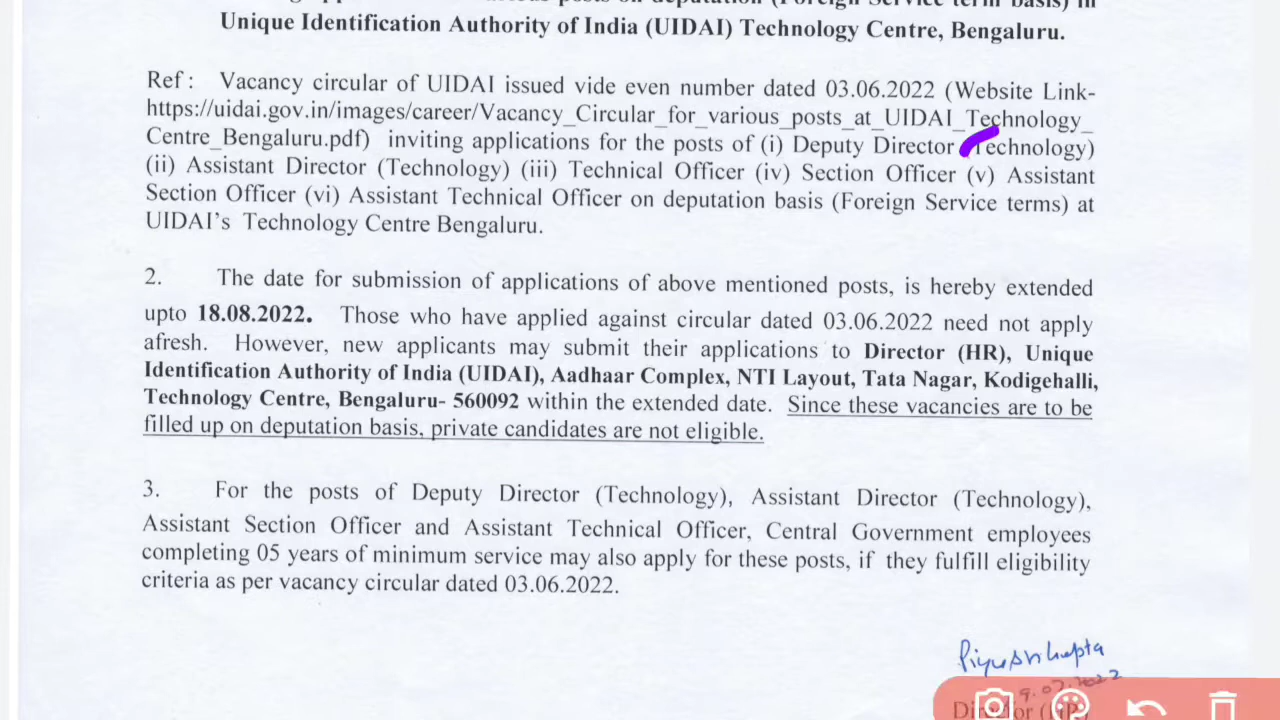 Unique Identification Authority of India (UIDAI) Technology Centre, Bengaluru.
Ref : Vacancy circular of UIDAI issued vide even number dated 03.06.2022 (Website Link-
https://uidai.gov.in/images/career/Vacancy_Circular_for_various_posts_at_UIDAI_Technology_
Centre_Bengaluru.pdf) inviting applications for the posts of (i) Deputy Director (Technology)
(ii) Assistant Director (Technology) (iii) Technical Officer (iv) Section Officer (v) Assistant
Section Officer (vi) Assistant Technical Officer on deputation basis (Foreign Service terms) at
UIDAI's Technology Centre Bengaluru.
2. The date for submission of applications of above mentioned posts, is hereby extended
upto 18.08.2022. Those who have applied against circular dated 03.06.2022 need not apply
afresh. However, new applicants may submit their applications to Director (HR), Unique
Identification Authority of India (UIDAI), Aadhaar Complex, NTI Layout, Tata Nagar, Kodigehalli,
Technology Centre, Bengaluru- 560092 within the extended date. Since these vacancies are to be
filled up on deputation basis, private candidates are not eligible.
3. For the posts of Deputy Director (Technology), Assistant Director (Technology),
Assistant Section Officer and Assistant Technical Officer, Central Government employees
completing 05 years of minimum service may also apply for these posts, if they fulfill eligibility
criteria as per vacancy circular dated 03.06.2022.